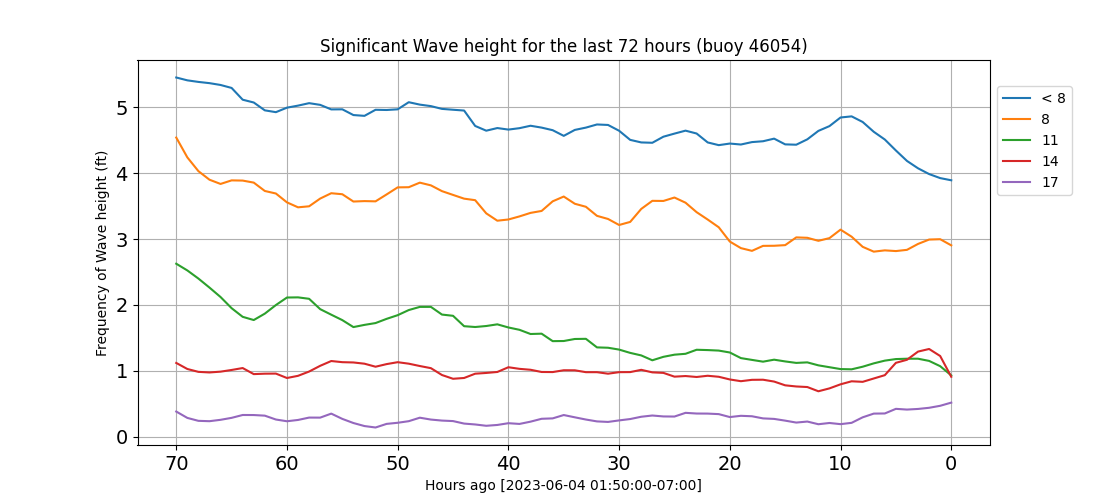 Significant Wave height for the last 72 hours (buoy 46054)
Frequency of Wave height (ft)
5
4
3
2
1
0
70 60 50 40 30 20 10 0
Hours ago [2023-06-04 01:50:00-07:00]
< 8
8
11
14
17